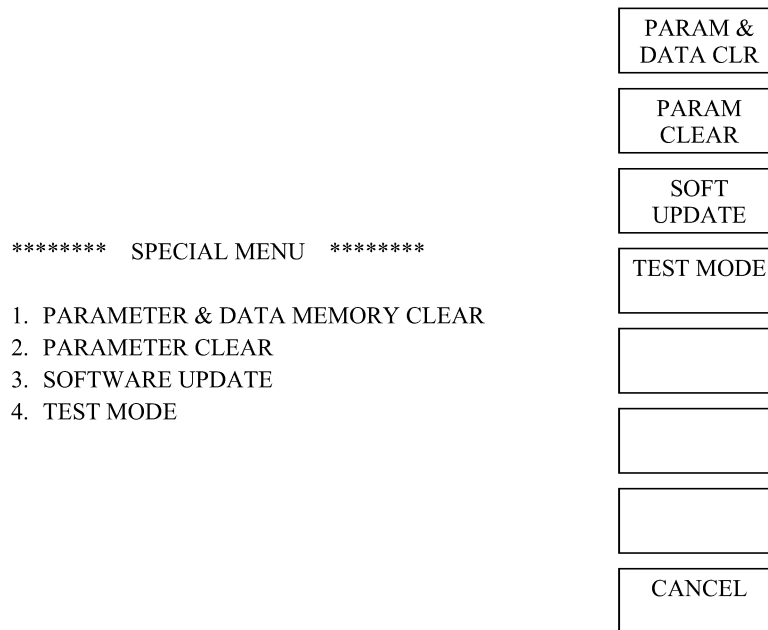 ******** SPECIAL MENU ********
1. PARAMETER & DATA MEMORY CLEAR
2. PARAMETER CLEAR
3. SOFTWARE UPDATE
4. TEST MODE
PARAM &
DATA CLR
PARAM
CLEAR
SOFT
UPDATE
TEST MODE
CANCEL